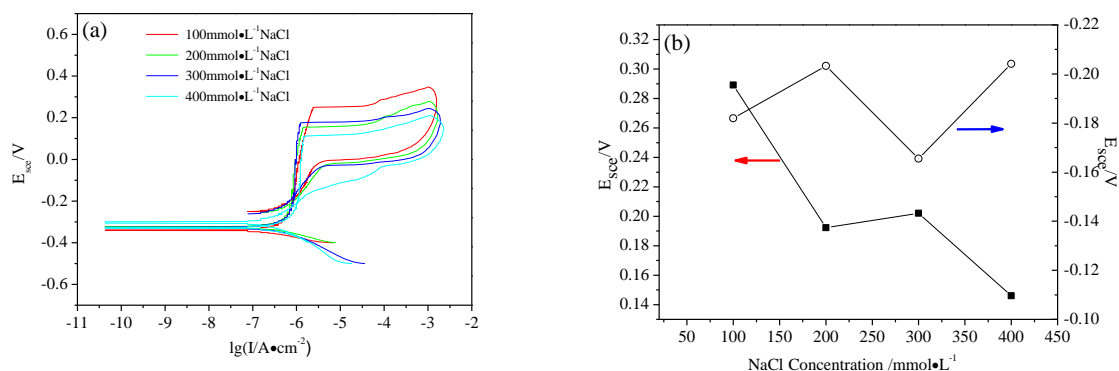 (a)
100mmol•L⁻¹NaCl
200mmol•L⁻¹NaCl
300mmol•L⁻¹NaCl
400mmol•L⁻¹NaCl
0.6
0.4
0.2
0.0
-0.2
-0.4
-0.6
E_sce/V
-11 -10 -9 -8 -7 -6 -5 -4 -3 -2
lg(I/A•cm⁻²)
(b)
0.32
0.30
0.28
0.26
0.24
0.22
0.20
0.18
0.16
0.14
E_sce/V
-0.22
-0.20
-0.18
-0.16
-0.14
-0.12
-0.10
E_sce/V
50 100 150 200 250 300 350 400 450
NaCl Concentration /mmol•L⁻¹